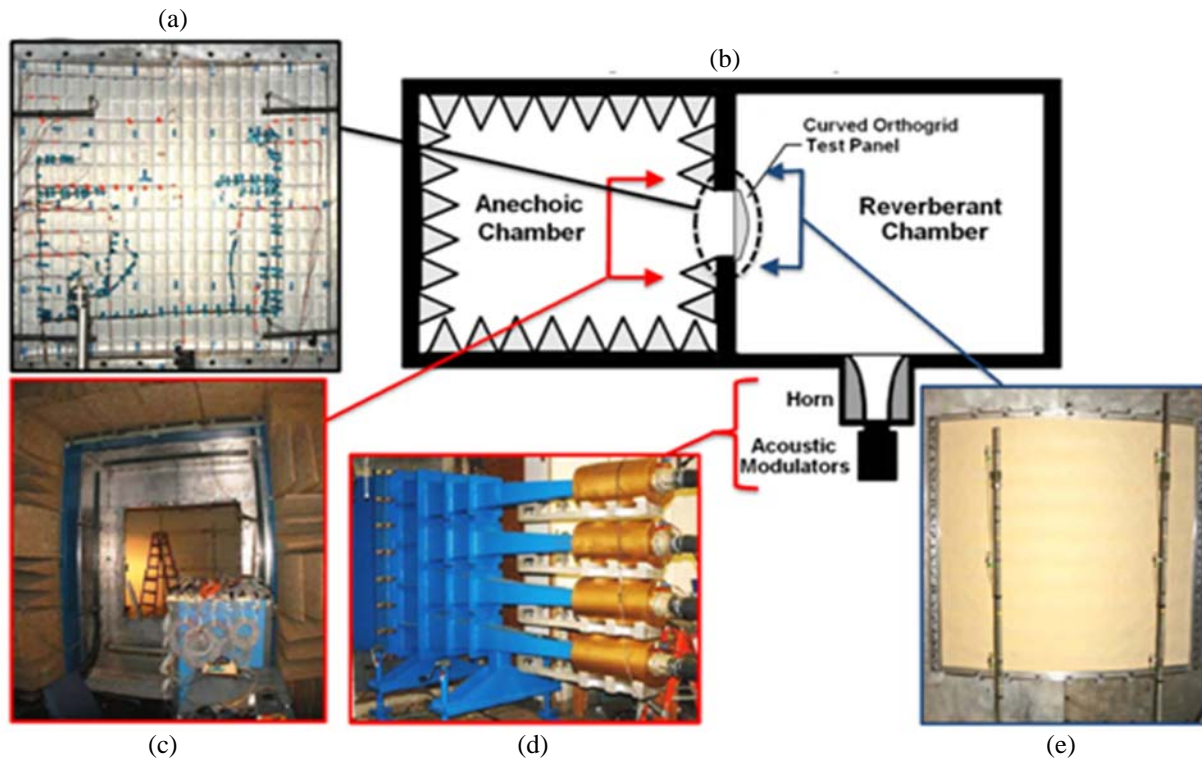 (a)
(b)
Curved Orthogrid
Test Panel
Anechoic
Chamber
Reverberant
Chamber
Horn
Acoustic
Modulators
(c)
(d)
(e)